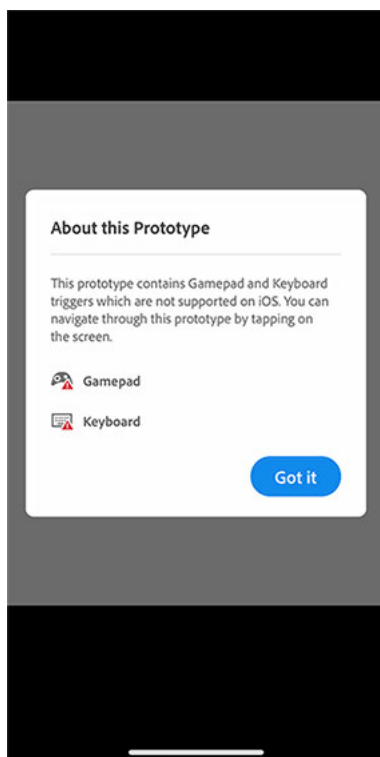 About this Prototype
This prototype contains Gamepad and Keyboard
triggers which are not supported on iOS. You can
navigate through this prototype by tapping on
the screen.
Gamepad
Keyboard
Got it